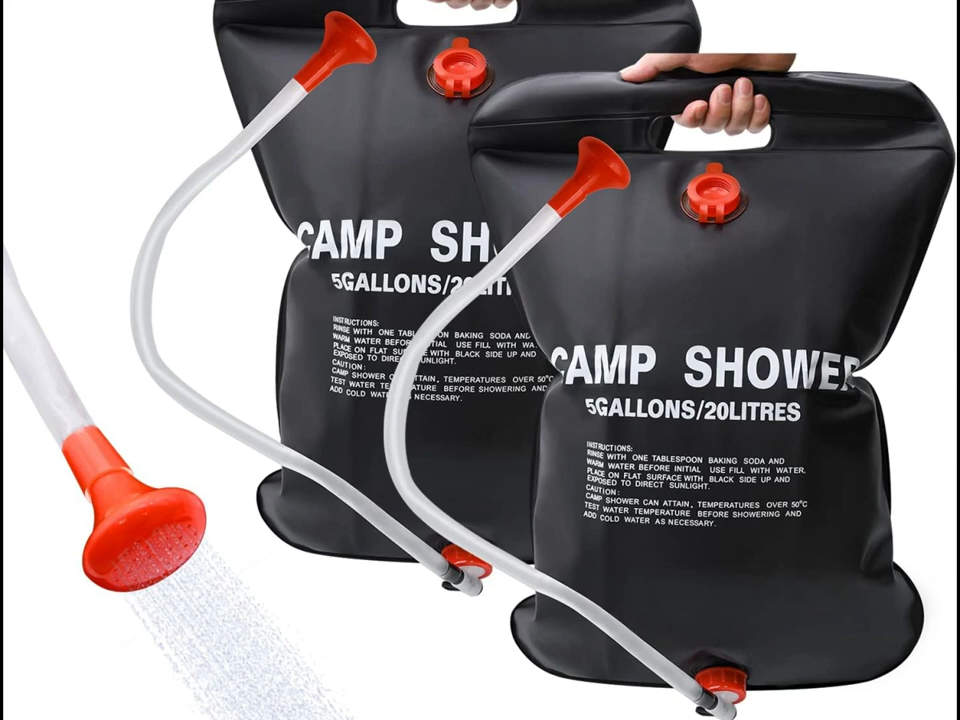 CAMP SH
5GALLONS/20LIT
INSTRUCTIONS:
RINSE WITH ONE TABLESPOON BAKING SODA AND
WARM WATER BEFORE INITIAL USE FILL WITH WA
PLACE ON FLAT SURFACE WITH BLACK SIDE UP AND
EXPOSED TO DIRECT SUNLIGHT.
CAUTION:
CAMP SHOWER CAN ATTAIN, TEMPERATURES OVER 50°C
TEST WATER TEMPERATURE BEFORE SHOWERING AND
ADD COLD WATER AS NECESSARY.
CAMP SHOWER
5GALLONS/20LITRES
INSTRUCTIONS:
RINSE WITH ONE TABLESPOON BAKING SODA AND
WARM WATER BEFORE INITIAL USE FILL WITH WATER.
PLACE ON FLAT SURFACE WITH BLACK SIDE UP AND
EXPOSED TO DIRECT SUNLIGHT.
CAUTION:
CAMP SHOWER CAN ATTAIN, TEMPERATURES OVER 50°C
TEST WATER TEMPERATURE BEFORE SHOWERING AND
ADD COLD WATER AS NECESSARY.